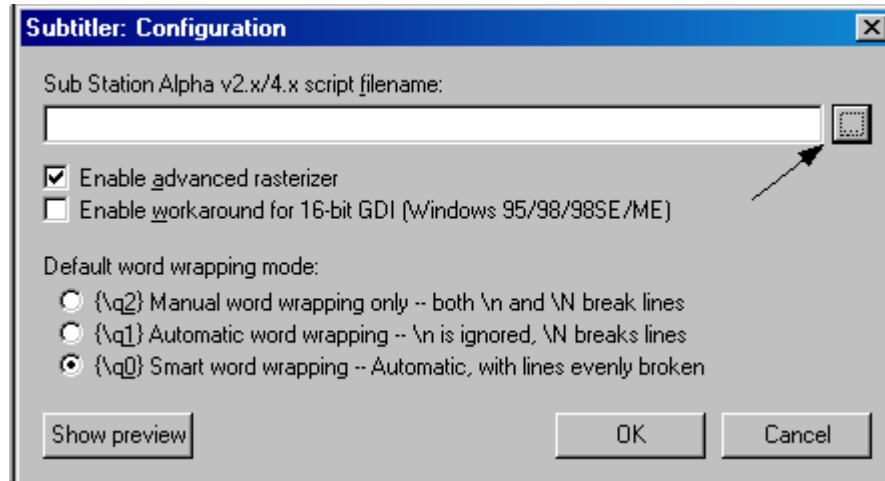 Subtitler: Configuration
Sub Station Alpha v2.x/4.x script filename:
...
Enable advanced rasterizer
Enable workaround for 16-bit GDI (Windows 95/98/98SE/ME)
Default word wrapping mode:
{\q2} Manual word wrapping only -- both \n and \N break lines
{\q1} Automatic word wrapping -- \n is ignored, \N breaks lines
{\q0} Smart word wrapping -- Automatic, with lines evenly broken
Show preview OK Cancel